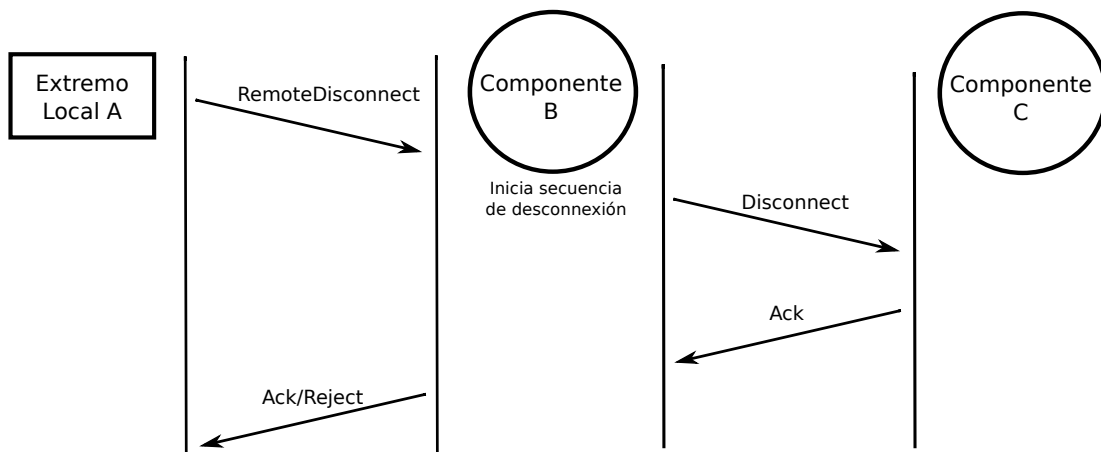 Extremo
Local A
RemoteDisconnect
Componente
B
Inicia secuencia
de desconnexión
Disconnect
Componente
C
Ack
Ack/Reject